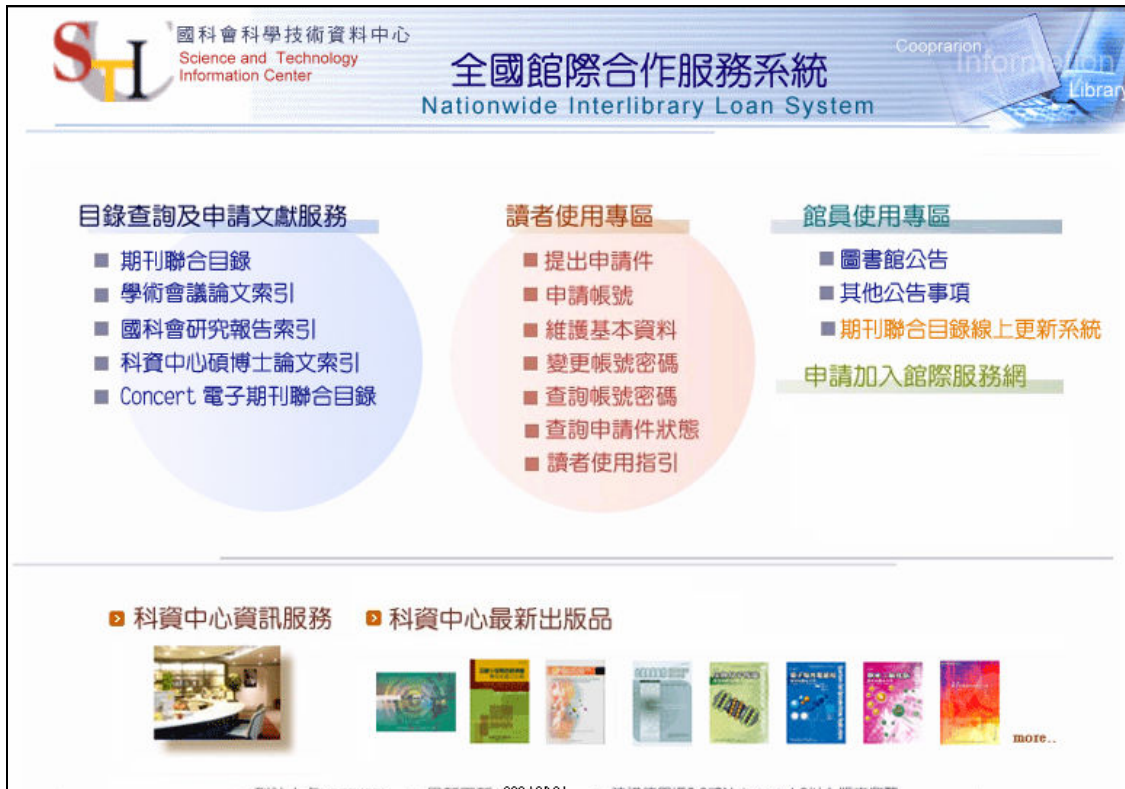 國科會科學技術資料中心
Science and Technology
Information Center
全國館際合作服務系統
Nationwide Interlibrary Loan System
Cooprarion
Information
Library
目錄查詢及申請文獻服務
期刊聯合目錄
學術會議論文索引
國科會研究報告索引
科資中心碩博士論文索引
Concert 電子期刊聯合目錄
讀者使用專區
提出申請件
申請帳號
維護基本資料
變更帳號密碼
查詢帳號密碼
查詢申請件狀態
讀者使用指引
館員使用專區
圖書館公告
其他公告事項
期刊聯合目錄線上更新系統
申請加入館際服務網
科資中心資訊服務
科資中心最新出版品
more..